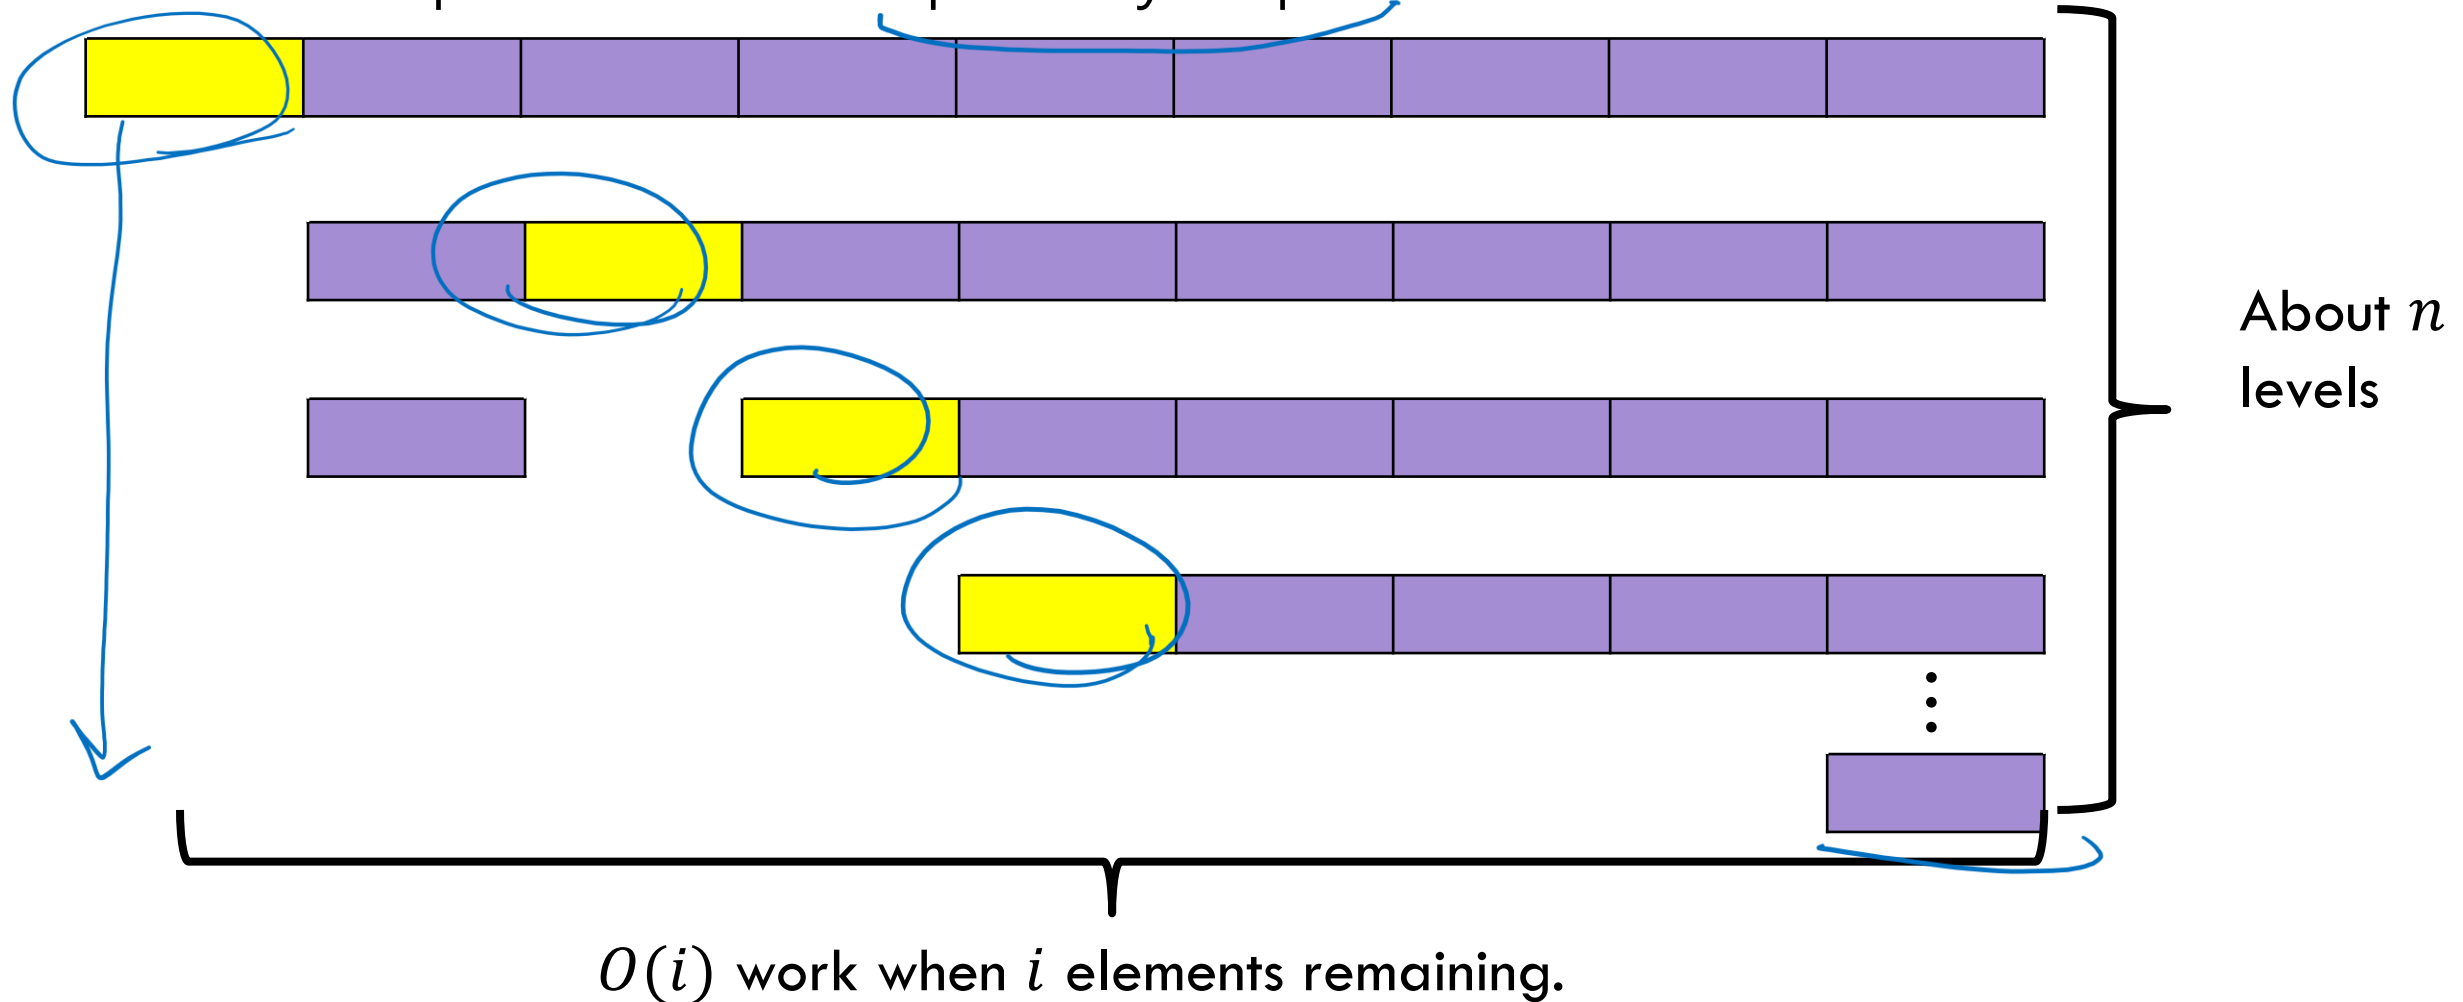 About n
levels
O(i) work when i elements remaining.